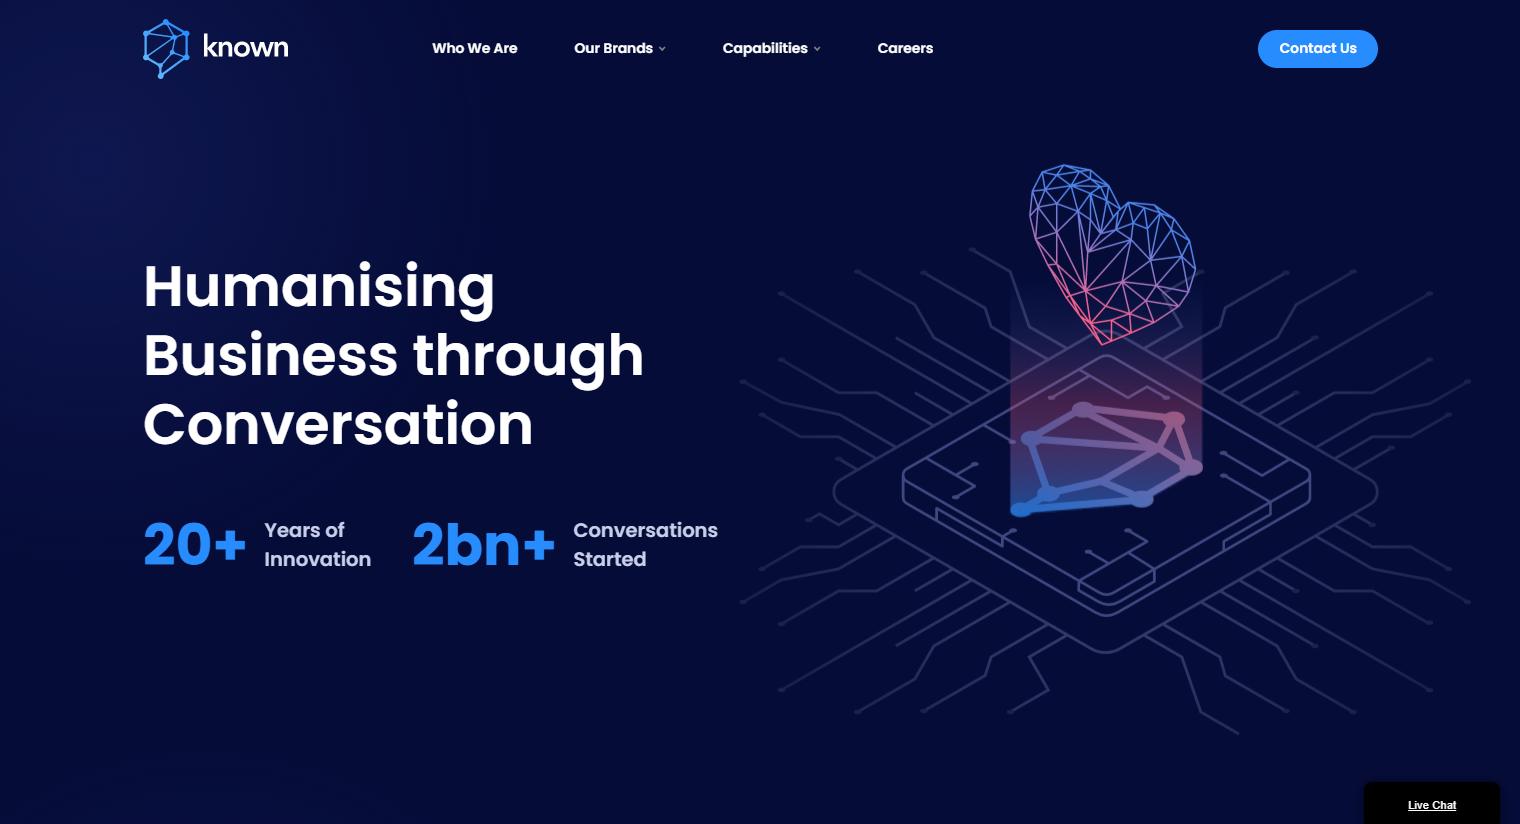 known
Who We Are
Our Brands
Capabilities
Careers
Contact Us
Humanising
Business through
Conversation
20+
Years of
Innovation
2bn+
Conversations
Started
Live Chat